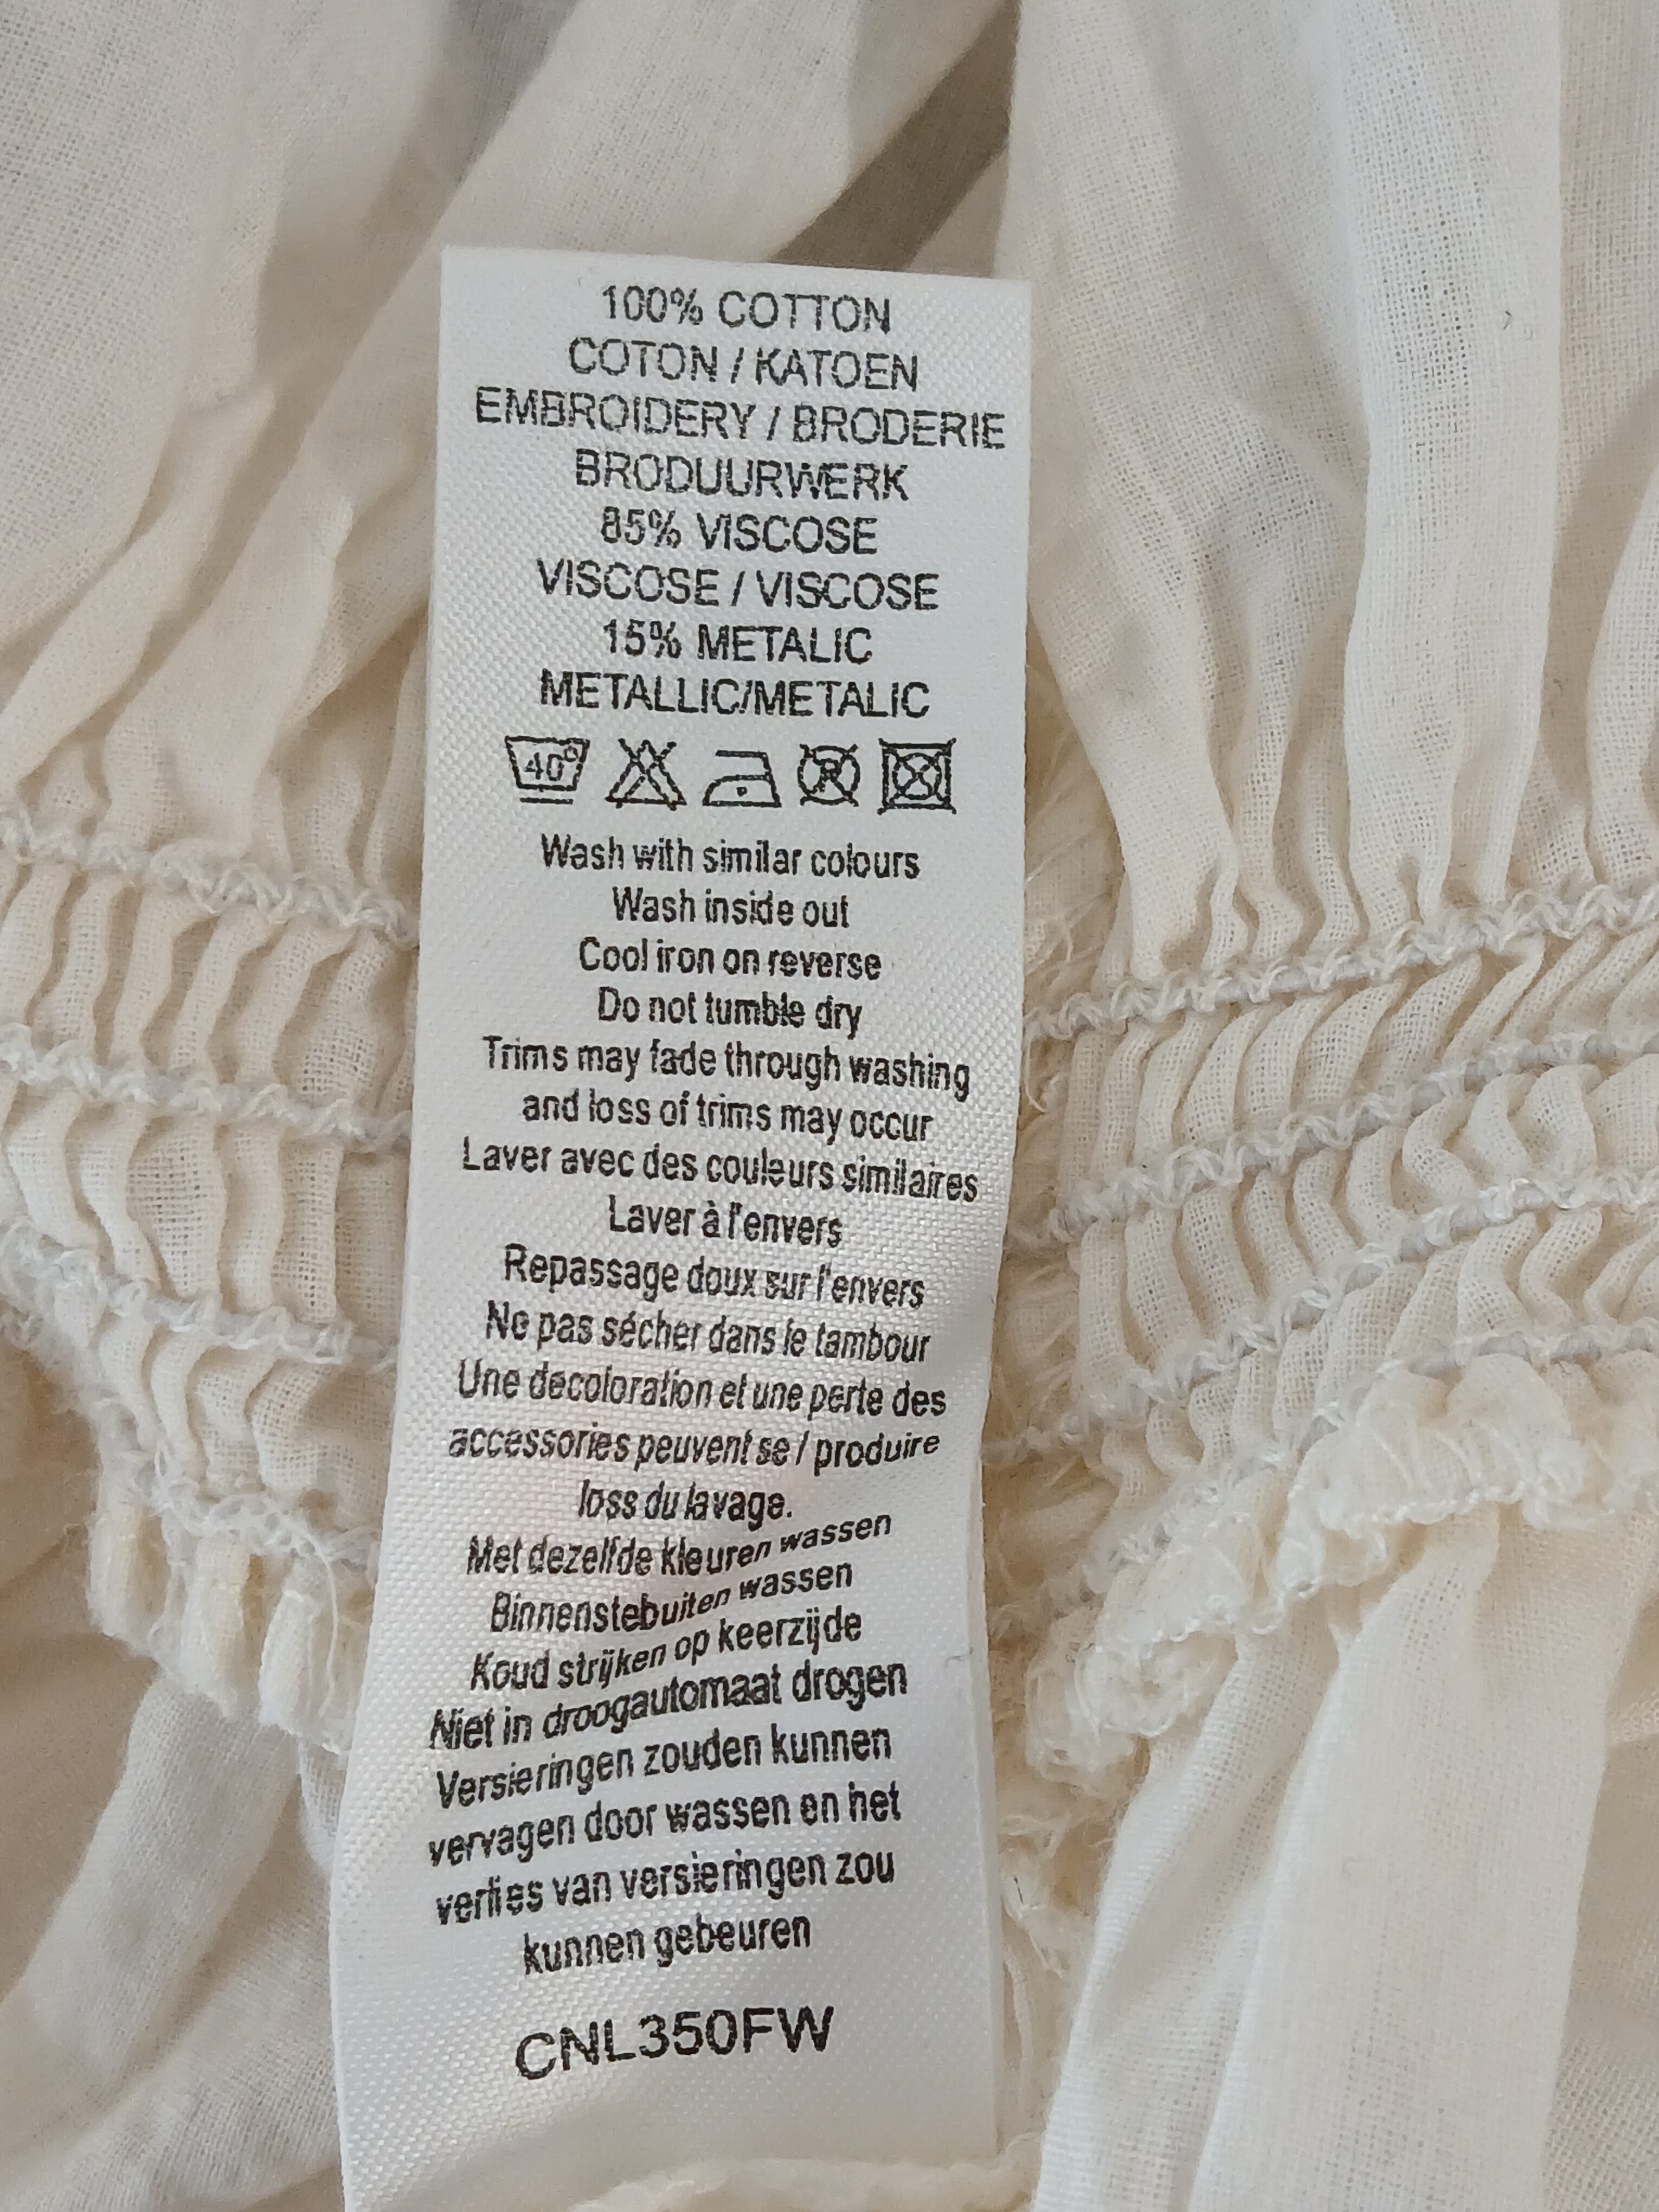 100% COTTON
COTON / KATOEN
EMBROIDERY / BRODERIE
BRODUURWERK
85% VISCOSE
VISCOSE / VISCOSE
15% METALIC
METALLIC/METALIC
40° P
Wash with similar colours
Wash inside out
Cool iron on reverse
Do not tumble dry
Trims may fade through washing
and loss of trims may occur
Laver avec des couleurs similaires
Laver à l'envers
Repassage doux sur l'envers
Ne pas sécher dans le tambour
Une decoloration et une perte des
accessories peuvent se / produire
loss du lavage.
Met dezelfde kleuren wassen
Binnenstebuiten wassen
Koud strijken op keerzijde
Niet in droogautomaat drogen
Versieringen zouden kunnen
vervagen door wassen en het
verlies van versieringen zou
kunnen gebeuren
CNL350FW